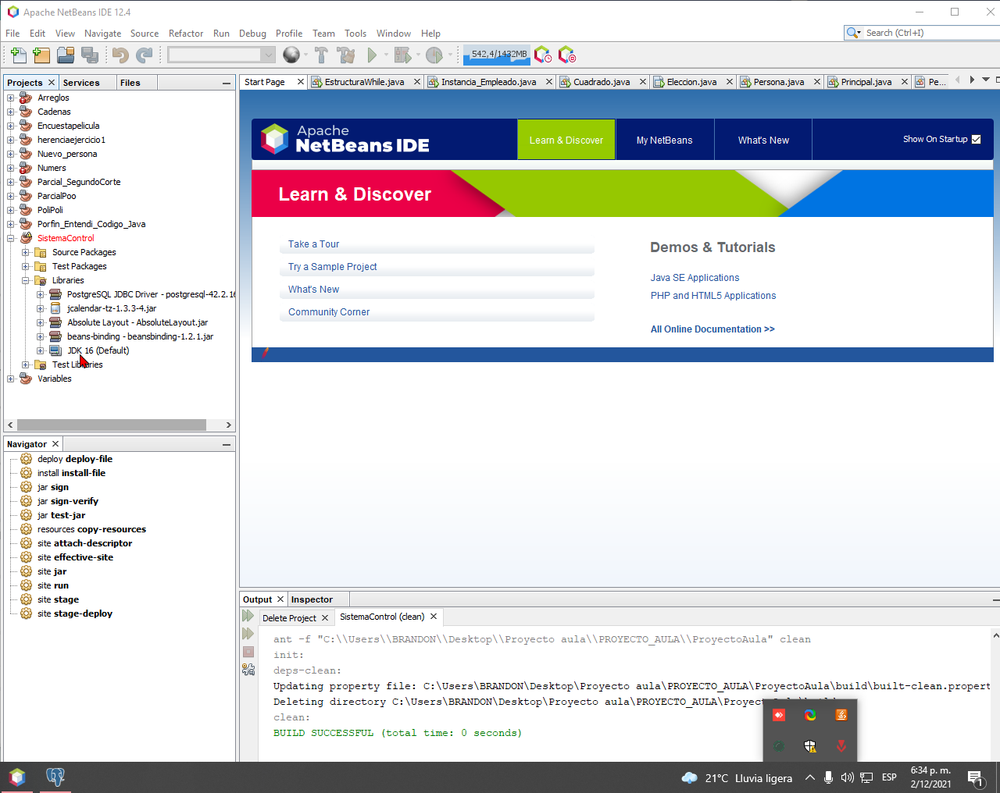 Apache NetBeans IDE 12.4
File Edit View Navigate Source Refactor Run Debug Profile Team Tools Window Help
Search (Ctrl+I)
542,4/1432MB
Projects Services Files
Start Page EstructuraWhile.java Instancia_Empleado.java Cuadrado.java Eleccion.java Persona.java Principal.java Pe...
Arreglos
Cadenas
Encuestapelicula
herenciaejercicio1
Nuevo_persona
Numers
Parcial_SegundoCorte
ParcialPoo
PoliPoli
Porfin_Entendi_Codigo_Java
SistemaControl
Source Packages
Test Packages
Libraries
PostgreSQL JDBC Driver - postgresql-42.2.16
jcalendar-tz-1.3.3-4.jar
Absolute Layout - AbsoluteLayout.jar
beans-binding - beansbinding-1.2.1.jar
JDK 16 (Default)
Test Libraries
Variables
Apache
NetBeans IDE
Learn & Discover My NetBeans What's New Show On Startup
Learn & Discover
Take a Tour
Try a Sample Project
What's New
Community Corner
Demos & Tutorials
Java SE Applications
PHP and HTML5 Applications
All Online Documentation >>
Navigator
deploy deploy-file
install install-file
jar sign
jar sign-verify
jar test-jar
resources copy-resources
site attach-descriptor
site effective-site
site jar
site run
site stage
site stage-deploy
Output Inspector
Delete Project SistemaControl (clean)
ant -f "C:\\Users\\BRANDON\\Desktop\\Proyecto aula\\PROYECTO_AULA\\ProyectoAula" clean
init:
deps-clean:
Updating property file: C:\Users\BRANDON\Desktop\Proyecto aula\PROYECTO_AULA\ProyectoAula\build\built-clean.propert
Deleting directory C:\Users\BRANDON\Desktop\Proyecto aula\PROYECTO_AULA\Proyec
clean:
BUILD SUCCESSFUL (total time: 0 seconds)
21°C Lluvia ligera
ESP
6:34 p. m.
2/12/2021
1